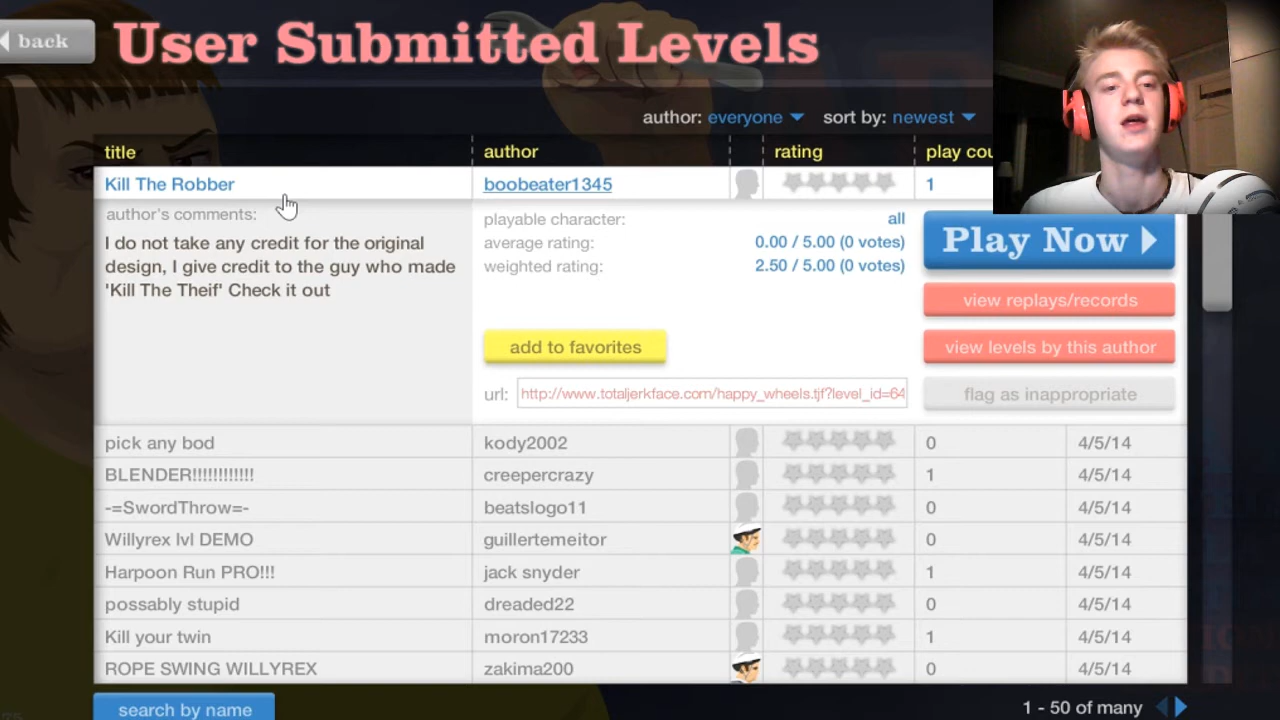 back
User Submitted Levels
author: everyone sort by: newest
title author rating play cou
Kill The Robber boobeater1345 1
author's comments:
I do not take any credit for the original
design, I give credit to the guy who made
'Kill The Theif' Check it out
playable character: all
average rating: 0.00 / 5.00 (0 votes)
weighted rating: 2.50 / 5.00 (0 votes)
add to favorites
url: http://www.totaljerkface.com/happy_wheels.tjf?level_id=64
Play Now
view replays/records
view levels by this author
flag as inappropriate
pick any bod kody2002 0 4/5/14
BLENDER!!!!!!!!!!!! creepercrazy 1 4/5/14
-=SwordThrow=- beatslogo11 0 4/5/14
Willyrex lvl DEMO guillertemeitor 0 4/5/14
Harpoon Run PRO!!! jack snyder 1 4/5/14
possably stupid dreaded22 0 4/5/14
Kill your twin moron17233 1 4/5/14
ROPE SWING WILLYREX zakima200 0 4/5/14
search by name 1 - 50 of many